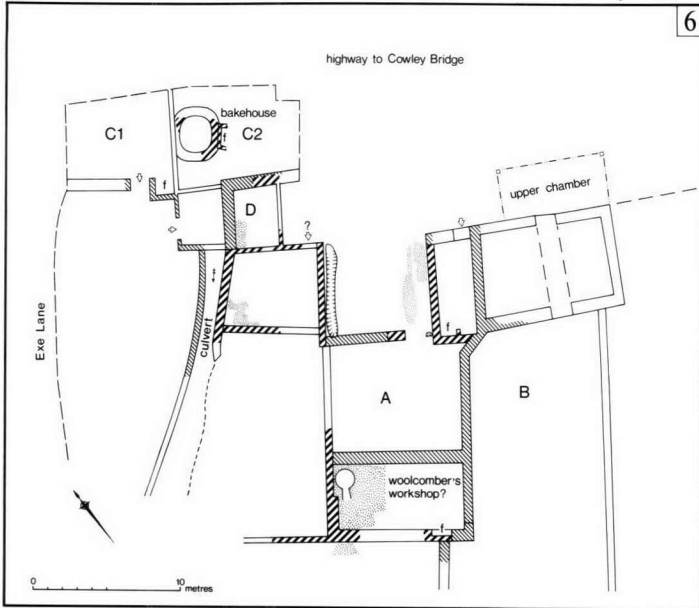 6
highway to Cowley Bridge
bakehouse
C1
C2
f
f
upper chamber
D
?
Exe Lane
culvert
f
A
B
woolcomber's
workshop?
f
0
10
metres